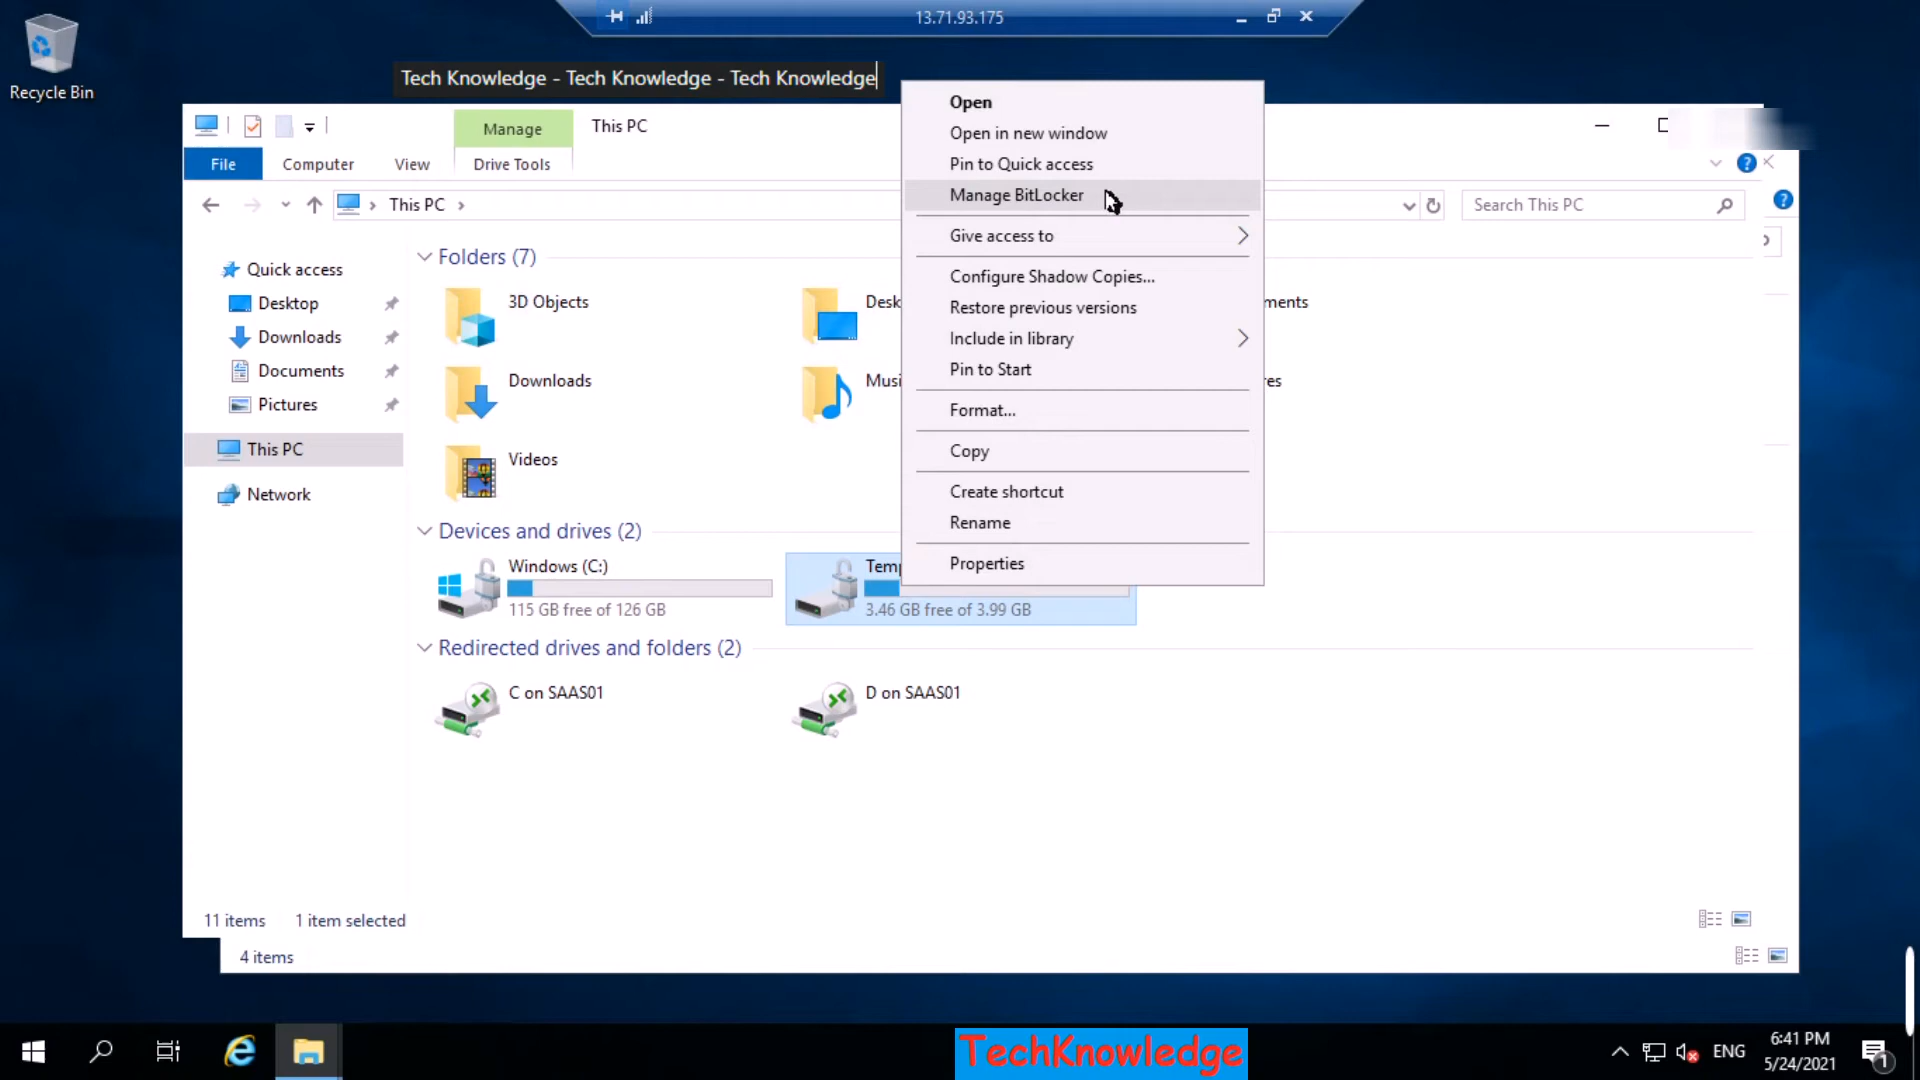 13.71.93.175
Recycle Bin
Tech Knowledge - Tech Knowledge - Tech Knowledge
Manage
This PC
File
Computer
View
Drive Tools
This PC
Search This PC
Quick access
Desktop
Downloads
Documents
Pictures
This PC
Network
Folders (7)
3D Objects
Desk
ments
Downloads
Musi
res
Videos
Devices and drives (2)
Windows (C:)
115 GB free of 126 GB
Temp
3.46 GB free of 3.99 GB
Redirected drives and folders (2)
C on SAAS01
D on SAAS01
Open
Open in new window
Pin to Quick access
Manage BitLocker
Give access to
Configure Shadow Copies...
Restore previous versions
Include in library
Pin to Start
Format...
Copy
Create shortcut
Rename
Properties
11 items
1 item selected
4 items
TechKnowledge
ENG
6:41 PM
5/24/2021
1